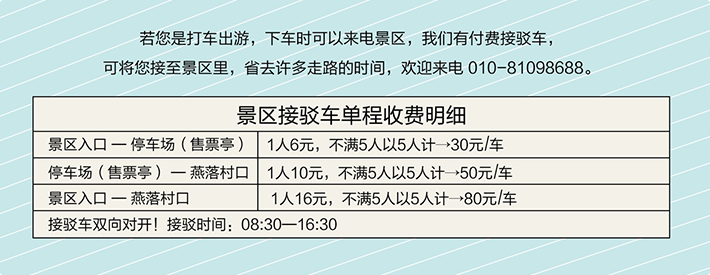 若您是打车出游，下车时可以来电景区，我们有付费接驳车，
可将您接至景区里，省去许多走路的时间，欢迎来电 010-81098688。
景区接驳车单程收费明细
景区入口 — 停车场（售票亭） 1人6元，不满5人以5人计→30元/车
停车场（售票亭） — 燕落村口 1人10元，不满5人以5人计→50元/车
景区入口 — 燕落村口 1人16元，不满5人以5人计→80元/车
接驳车双向对开！接驳时间：08:30—16:30